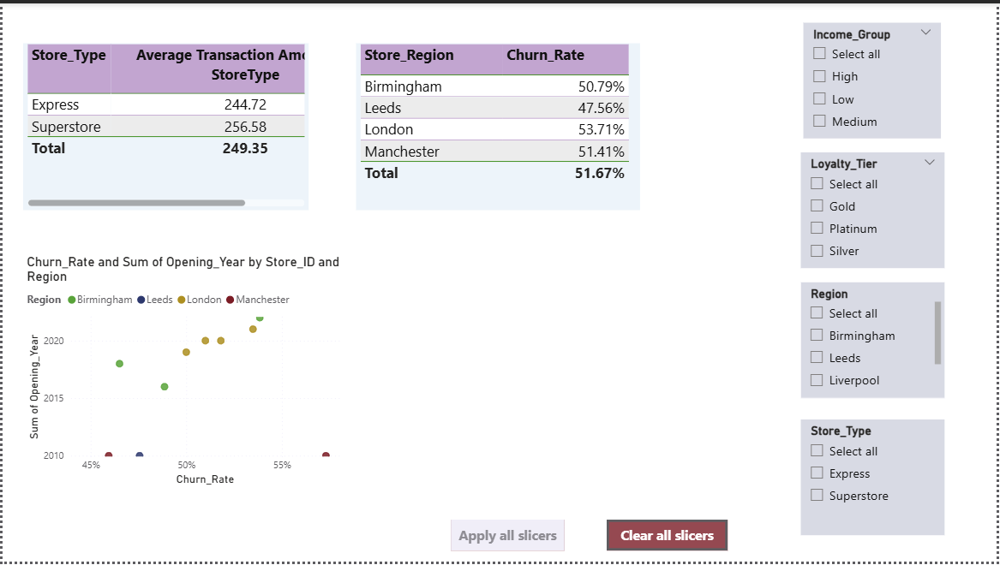 Store_Type Average Transaction Am
StoreType
Express 244.72
Superstore 256.58
Total 249.35
Store_Region Churn_Rate
Birmingham 50.79%
Leeds 47.56%
London 53.71%
Manchester 51.41%
Total 51.67%
Churn_Rate and Sum of Opening_Year by Store_ID and
Region
Region Birmingham Leeds London Manchester
Sum of Opening_Year
2020
2015
2010
45% 50% 55%
Churn_Rate
Income_Group
Select all
High
Low
Medium
Loyalty_Tier
Select all
Gold
Platinum
Silver
Region
Select all
Birmingham
Leeds
Liverpool
Store_Type
Select all
Express
Superstore
Apply all slicers
Clear all slicers